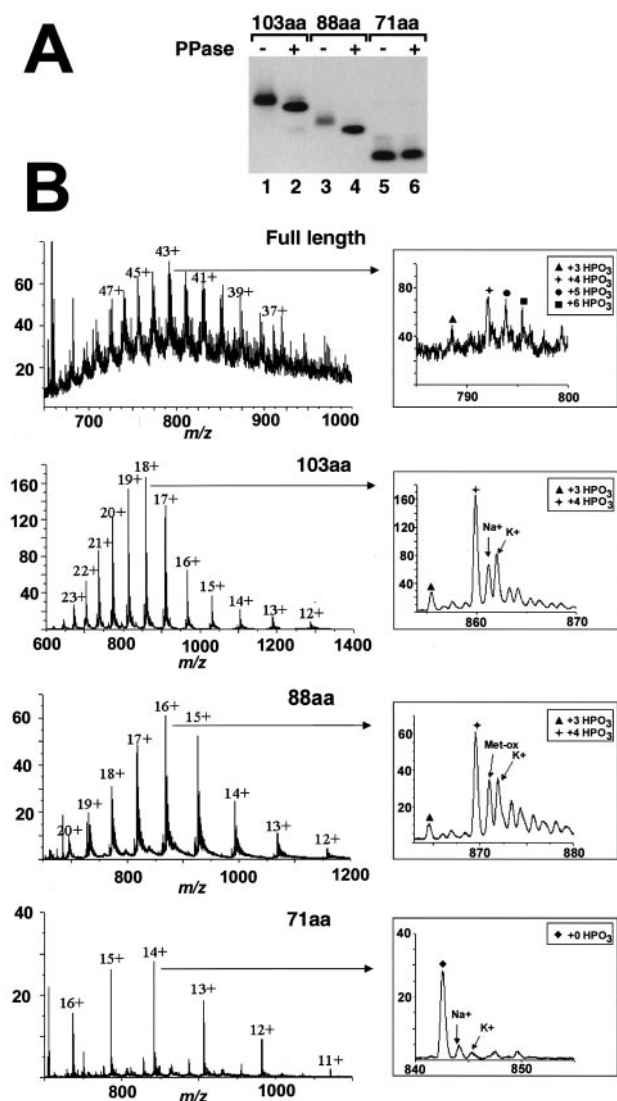 A
103aa 88aa 71aa
PPase - + - + - +
1 2 3 4 5 6
B
Full length
60
40
20
47+ 45+ 43+ 41+ 39+ 37+
700 800 900 1000
m/z
80
40
790 800
▲ +3 HPO3
+4 HPO3
● +5 HPO3
■ +6 HPO3
103aa
160
120
80
40
23+ 22+ 21+ 20+ 19+ 18+ 17+ 16+ 15+ 14+ 13+ 12+
600 800 1000 1200 1400
m/z
160
120
80
40
Na+ K+
860 870
▲ +3 HPO3
+4 HPO3
88aa
60
40
20
20+ 19+ 18+ 17+ 16+ 15+ 14+ 13+ 12+
800 1000 1200
m/z
60
40
20
Met-ox K+
870 880
▲ +3 HPO3
+4 HPO3
71aa
40
20
16+ 15+ 14+ 13+ 12+ 11+
800 1000
m/z
40
20
Na+ K+
840 850
◆ +0 HPO3